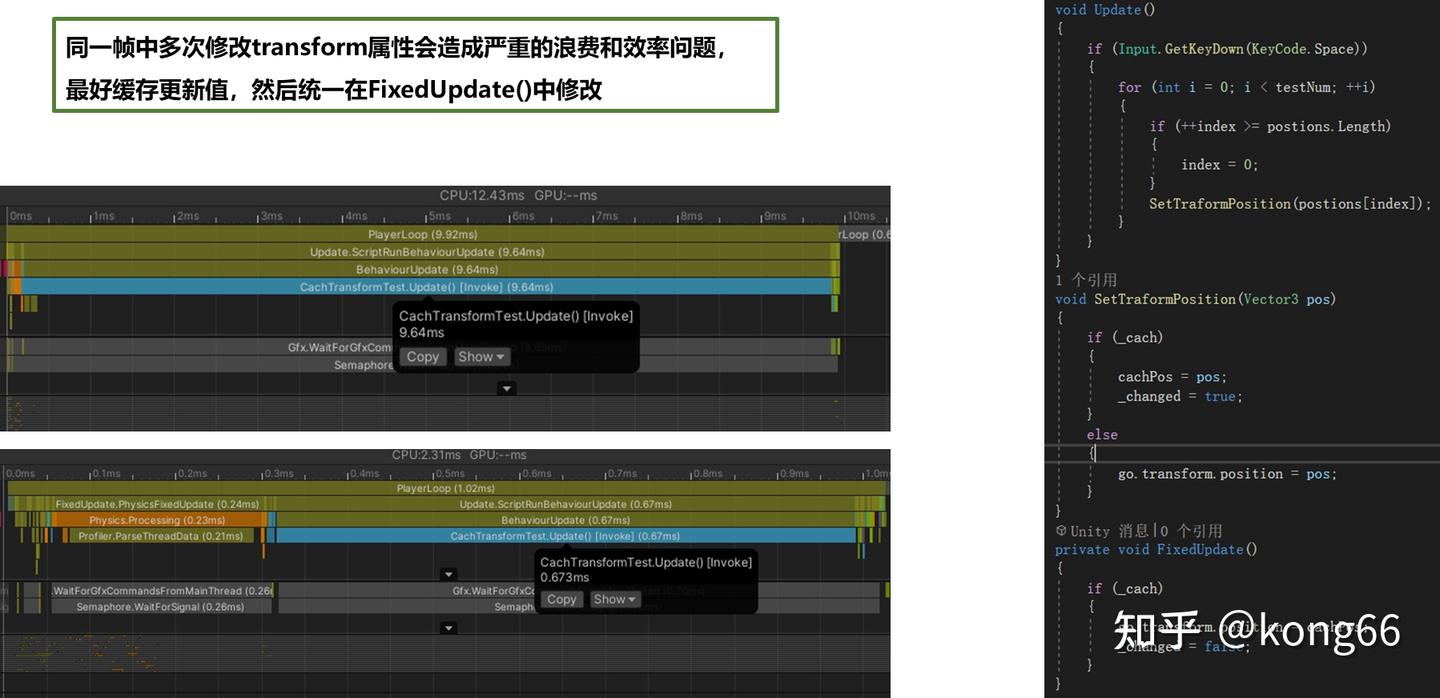 同一帧中多次修改transform属性会造成严重的浪费和效率问题，
最好缓存更新值，然后统一在FixedUpdate()中修改
CPU:12.43ms GPU:--ms
0ms 1ms 2ms 3ms 4ms 5ms 6ms 7ms 8ms 9ms 10ms
PlayerLoop (9.92ms) rLoop (0.6
Update.ScriptRunBehaviourUpdate (9.64ms)
BehaviourUpdate (9.64ms)
CachTransformTest.Update() [Invoke] (9.64ms)
CachTransformTest.Update() [Invoke]
9.64ms
Gfx.WaitForGfxCom
Copy Show
Semaphore
CPU:2.31ms GPU:--ms
0.0ms 0.1ms 0.2ms 0.3ms 0.4ms 0.5ms 0.6ms 0.7ms 0.8ms 0.9ms 1.0ms
PlayerLoop (1.02ms)
FixedUpdate.PhysicsFixedUpdate (0.24ms) Update.ScriptRunBehaviourUpdate (0.67ms)
Physics.Processing (0.23ms) BehaviourUpdate (0.67ms)
Profiler.ParseThreadData (0.21ms) CachTransformTest.Update() [Invoke] (0.67ms)
CachTransformTest.Update() [Invoke]
0.673ms
.WaitForGfxCommandsFromMainThread (0.26 Gfx.WaitForG
Copy Show
Semaphore.WaitForSignal (0.26ms) Semaph
void Update()
{
if (Input.GetKeyDown(KeyCode.Space))
{
for (int i = 0; i < testNum; ++i)
{
if (++index >= postions.Length)
{
index = 0;
}
SetTraformPosition(postions[index]);
}
}
}
1 个引用
void SetTraformPosition(Vector3 pos)
{
if (_cach)
{
cachPos = pos;
_changed = true;
}
else
{
go.transform.position = pos;
}
}
Unity 消息|0 个引用
private void FixedUpdate()
{
if (_cach)
{
go.transform.position = cachPos;
_changed = false;
}
}
知乎 @kong66